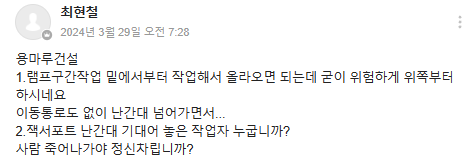 최현철
2024년 3월 29일 오전 7:28
용마루건설
1.램프구간작업 밑에서부터 작업해서 올라오면 되는데 굳이 위험하게 위쪽부터
하시네요
이동통로도 없이 난간대 넘어가면서...
2.잭서포트 난간대 기대어 놓은 작업자 누굽니까?
사람 죽어나가야 정신차립니까?